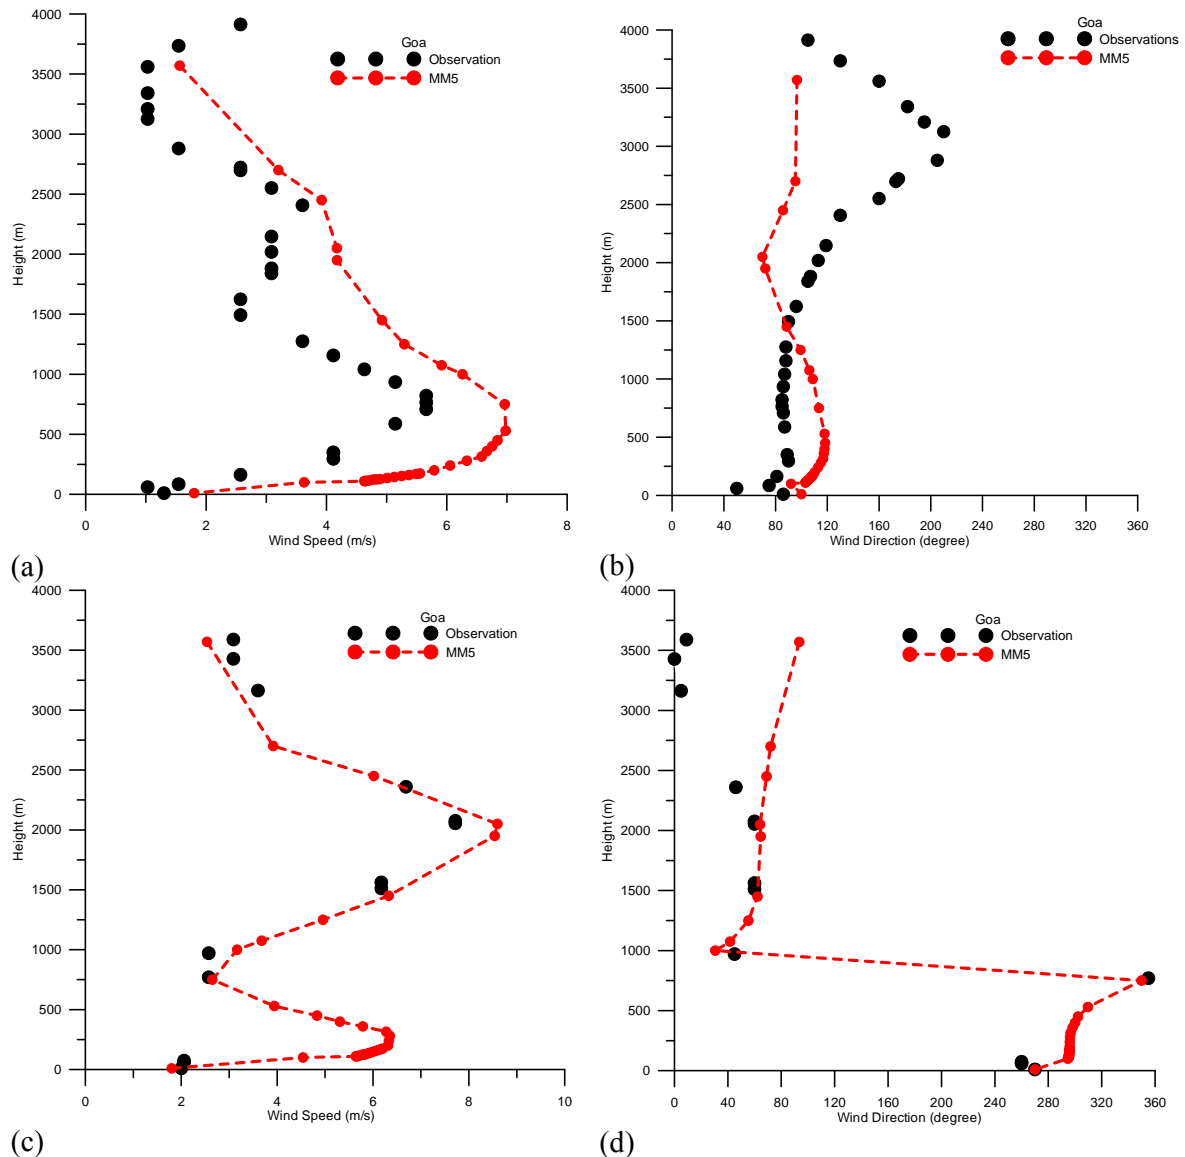 4000
3500
3000
2500
2000
1500
1000
500
0
Height (m)
Goa
Observation
MM5
0 2 4 6 8
Wind Speed (m/s)
(a)
4000
3500
3000
2500
2000
1500
1000
500
0
Height (m)
Goa
Observations
MM5
0 40 80 120 160 200 240 280 320 360
Wind Direction (degree)
(b)
4000
3500
3000
2500
2000
1500
1000
500
0
Height (m)
Goa
Observation
MM5
2 4 6 8 10
Wind Speed (m/s)
(c)
4000
3500
3000
2500
2000
1500
1000
500
0
Height (m)
Goa
Observation
MM5
0 40 80 120 160 200 240 280 320 360
Wind Direction (degree)
(d)